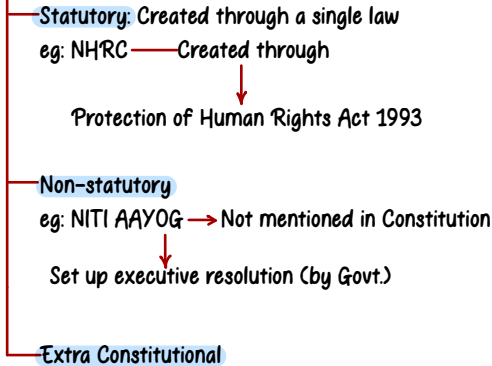 Statutory: Created through a single law
eg: NHRC Created through
Protection of Human Rights Act 1993
Non-statutory
eg: NITI AAYOG → Not mentioned in Constitution
Set up executive resolution (by Govt.)
Extra Constitutional